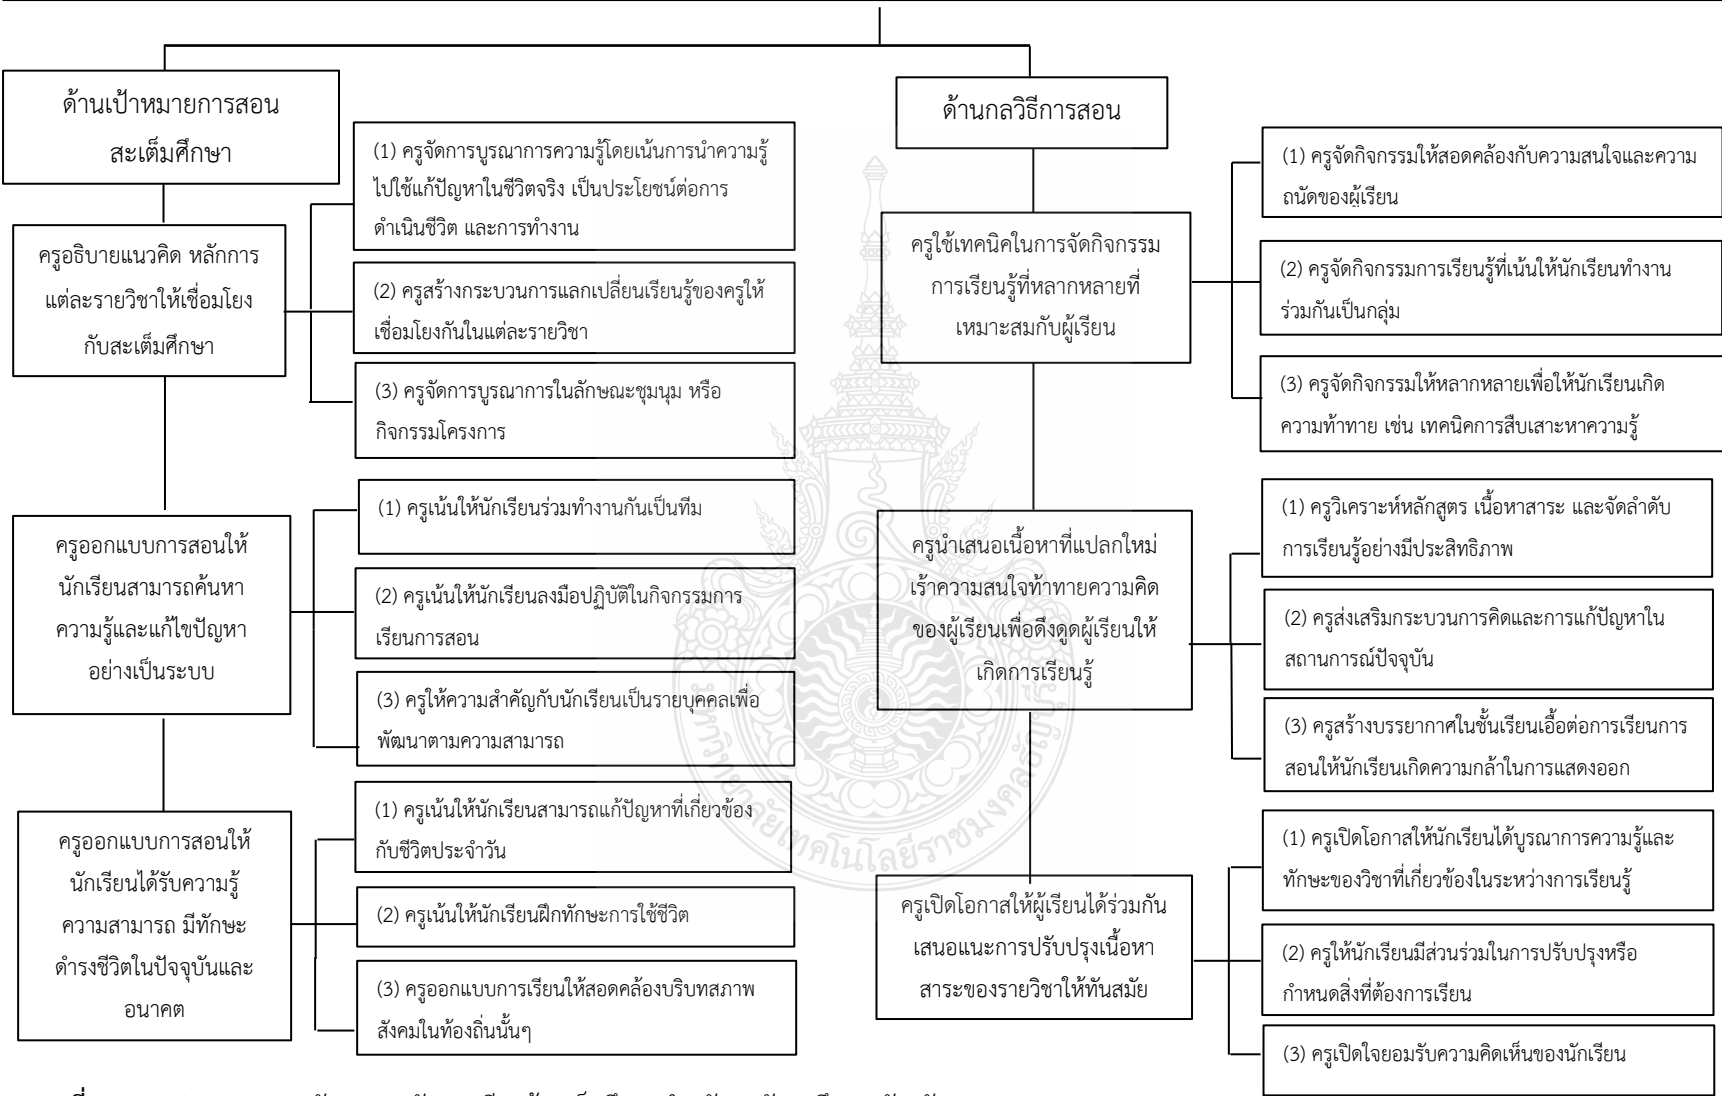 ด้านเป้าหมายการสอน
สะเต็มศึกษา
ครูอธิบายแนวคิด หลักการ
แต่ละรายวิชาให้เชื่อมโยง
กับสะเต็มศึกษา
(1) ครูจัดการบูรณาการความรู้โดยเน้นการนำความรู้
ไปใช้แก้ปัญหาในชีวิตจริง เป็นประโยชน์ต่อการ
ดำเนินชีวิต และการทำงาน
(2) ครูสร้างกระบวนการแลกเปลี่ยนเรียนรู้ของครูให้
เชื่อมโยงกันในแต่ละรายวิชา
(3) ครูจัดการบูรณาการในลักษณะชุมนุม หรือ
กิจกรรมโครงการ
ครูออกแบบการสอนให้
นักเรียนสามารถค้นหา
ความรู้และแก้ไขปัญหา
อย่างเป็นระบบ
(1) ครูเน้นให้นักเรียนร่วมทำงานกันเป็นทีม
(2) ครูเน้นให้นักเรียนลงมือปฏิบัติในกิจกรรมการ
เรียนการสอน
(3) ครูให้ความสำคัญกับนักเรียนเป็นรายบุคคลเพื่อ
พัฒนาตามความสามารถ
ครูออกแบบการสอนให้
นักเรียนได้รับความรู้
ความสามารถ มีทักษะ
ดำรงชีวิตในปัจจุบันและ
อนาคต
(1) ครูเน้นให้นักเรียนสามารถแก้ปัญหาที่เกี่ยวข้อง
กับชีวิตประจำวัน
(2) ครูเน้นให้นักเรียนฝึกทักษะการใช้ชีวิต
(3) ครูออกแบบการเรียนให้สอดคล้องบริบทสภาพ
สังคมในท้องถิ่นนั้นๆ
ด้านกลวิธีการสอน
ครูใช้เทคนิคในการจัดกิจกรรม
การเรียนรู้ที่หลากหลายที่
เหมาะสมกับผู้เรียน
(1) ครูจัดกิจกรรมให้สอดคล้องกับความสนใจและความ
ถนัดของผู้เรียน
(2) ครูจัดกิจกรรมการเรียนรู้ที่เน้นให้นักเรียนทำงาน
ร่วมกันเป็นกลุ่ม
(3) ครูจัดกิจกรรมให้หลากหลายเพื่อให้นักเรียนเกิด
ความท้าทาย เช่น เทคนิคการสืบเสาะหาความรู้
ครูนำเสนอเนื้อหาที่แปลกใหม่
เร้าความสนใจท้าทายความคิด
ของผู้เรียนเพื่อดึงดูดผู้เรียนให้
เกิดการเรียนรู้
(1) ครูวิเคราะห์หลักสูตร เนื้อหาสาระ และจัดลำดับ
การเรียนรู้อย่างมีประสิทธิภาพ
(2) ครูส่งเสริมกระบวนการคิดและการแก้ปัญหาใน
สถานการณ์ปัจจุบัน
(3) ครูสร้างบรรยากาศในชั้นเรียนเอื้อต่อการเรียนการ
สอนให้นักเรียนเกิดความกล้าในการแสดงออก
ครูเปิดโอกาสให้ผู้เรียนได้ร่วมกัน
เสนอแนะการปรับปรุงเนื้อหา
สาระของรายวิชาให้ทันสมัย
(1) ครูเปิดโอกาสให้นักเรียนได้บูรณาการความรู้และ
ทักษะของวิชาที่เกี่ยวข้องในระหว่างการเรียนรู้
(2) ครูให้นักเรียนมีส่วนร่วมในการปรับปรุงหรือ
กำหนดสิ่งที่ต้องการเรียน
(3) ครูเปิดใจยอมรับความคิดเห็นของนักเรียน
มหาวิทยาลัยเทคโนโลยีราชมงคลธัญบุรี